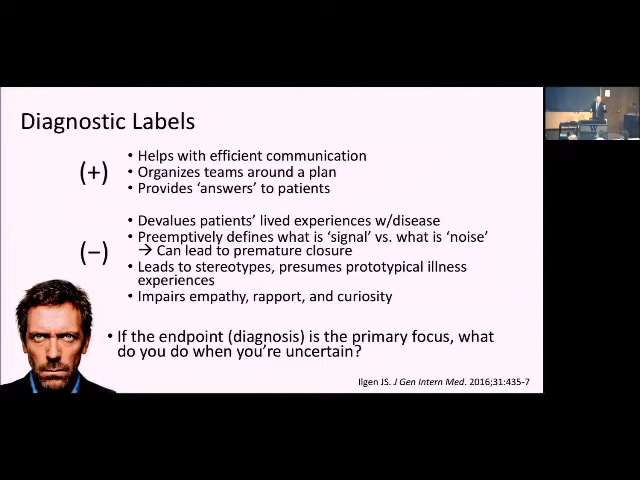 Diagnostic Labels
(+)
• Helps with efficient communication
• Organizes teams around a plan
• Provides ‘answers’ to patients
(–)
• Devalues patients’ lived experiences w/disease
• Preemptively defines what is ‘signal’ vs. what is ‘noise’
→ Can lead to premature closure
• Leads to stereotypes, presumes prototypical illness
experiences
• Impairs empathy, rapport, and curiosity
• If the endpoint (diagnosis) is the primary focus, what
do you do when you’re uncertain?
Ilgen JS. J Gen Intern Med. 2016;31:435-7